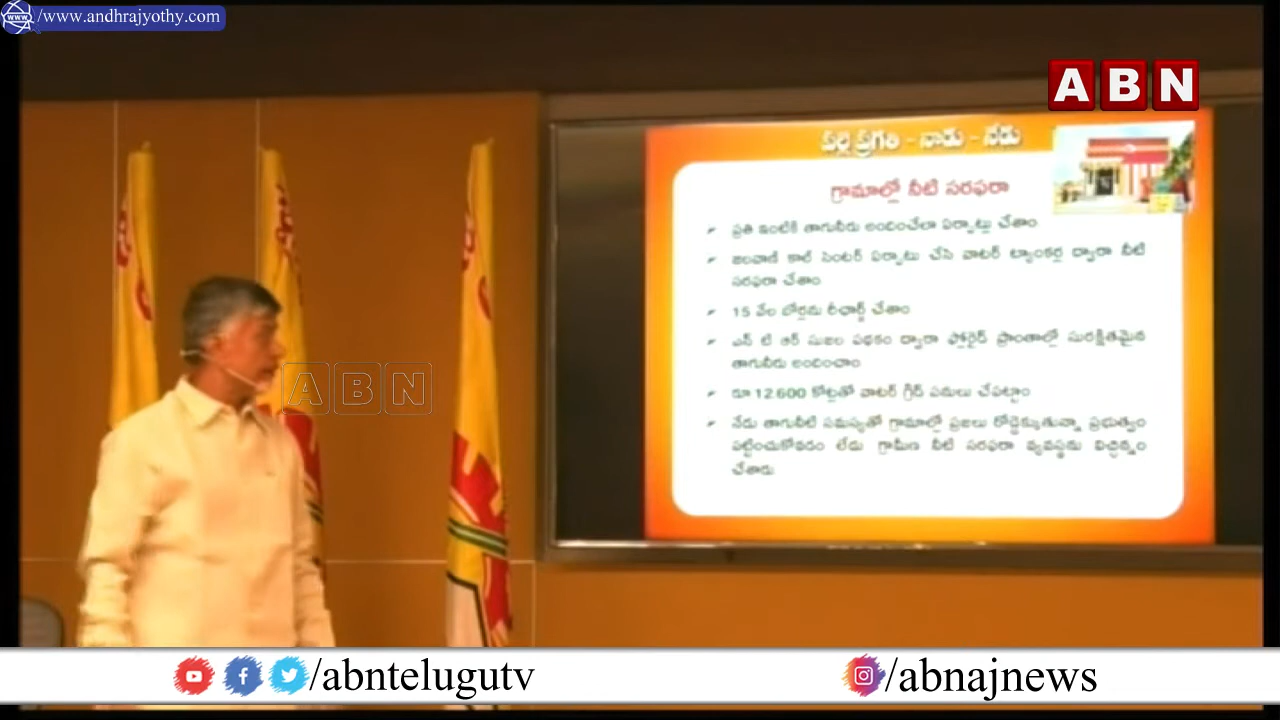 www./www.andhrajyothy.com
ABN
పల్లె ప్రగతి - నాడు - నేడు
గ్రామాల్లో నీటి సరఫరా
ప్రతి ఇంటికి తాగునీరు అందించేలా ఏర్పాట్లు చేశాం
జలవాణి కాల్ సెంటర్ ఏర్పాటు చేసి వాటర్ ట్యాంకర్ల ద్వారా నీటి
సరఫరా చేశాం
15 వేల బోర్లను రీఛార్జ్ చేశాం
ఎన్ టి ఆర్ సుజల పథకం ద్వారా ఫ్లోరైడ్ ప్రాంతాల్లో సురక్షితమైన
తాగునీరు అందించాం
రూ 12600 కోట్లతో వాటర్ గ్రిడ్ పనులు చేపట్టాం
నేడు తాగునీటి సమస్యతో గ్రామాల్లో ప్రజలు రోడ్డెక్కుతున్నా ప్రభుత్వం
పట్టించుకోవడం లేదు గ్రామీణ నీటి సరఫరా వ్యవస్థను విచ్ఛిన్నం
చేశారు
ABN
/abntelugutv
/abnajnews